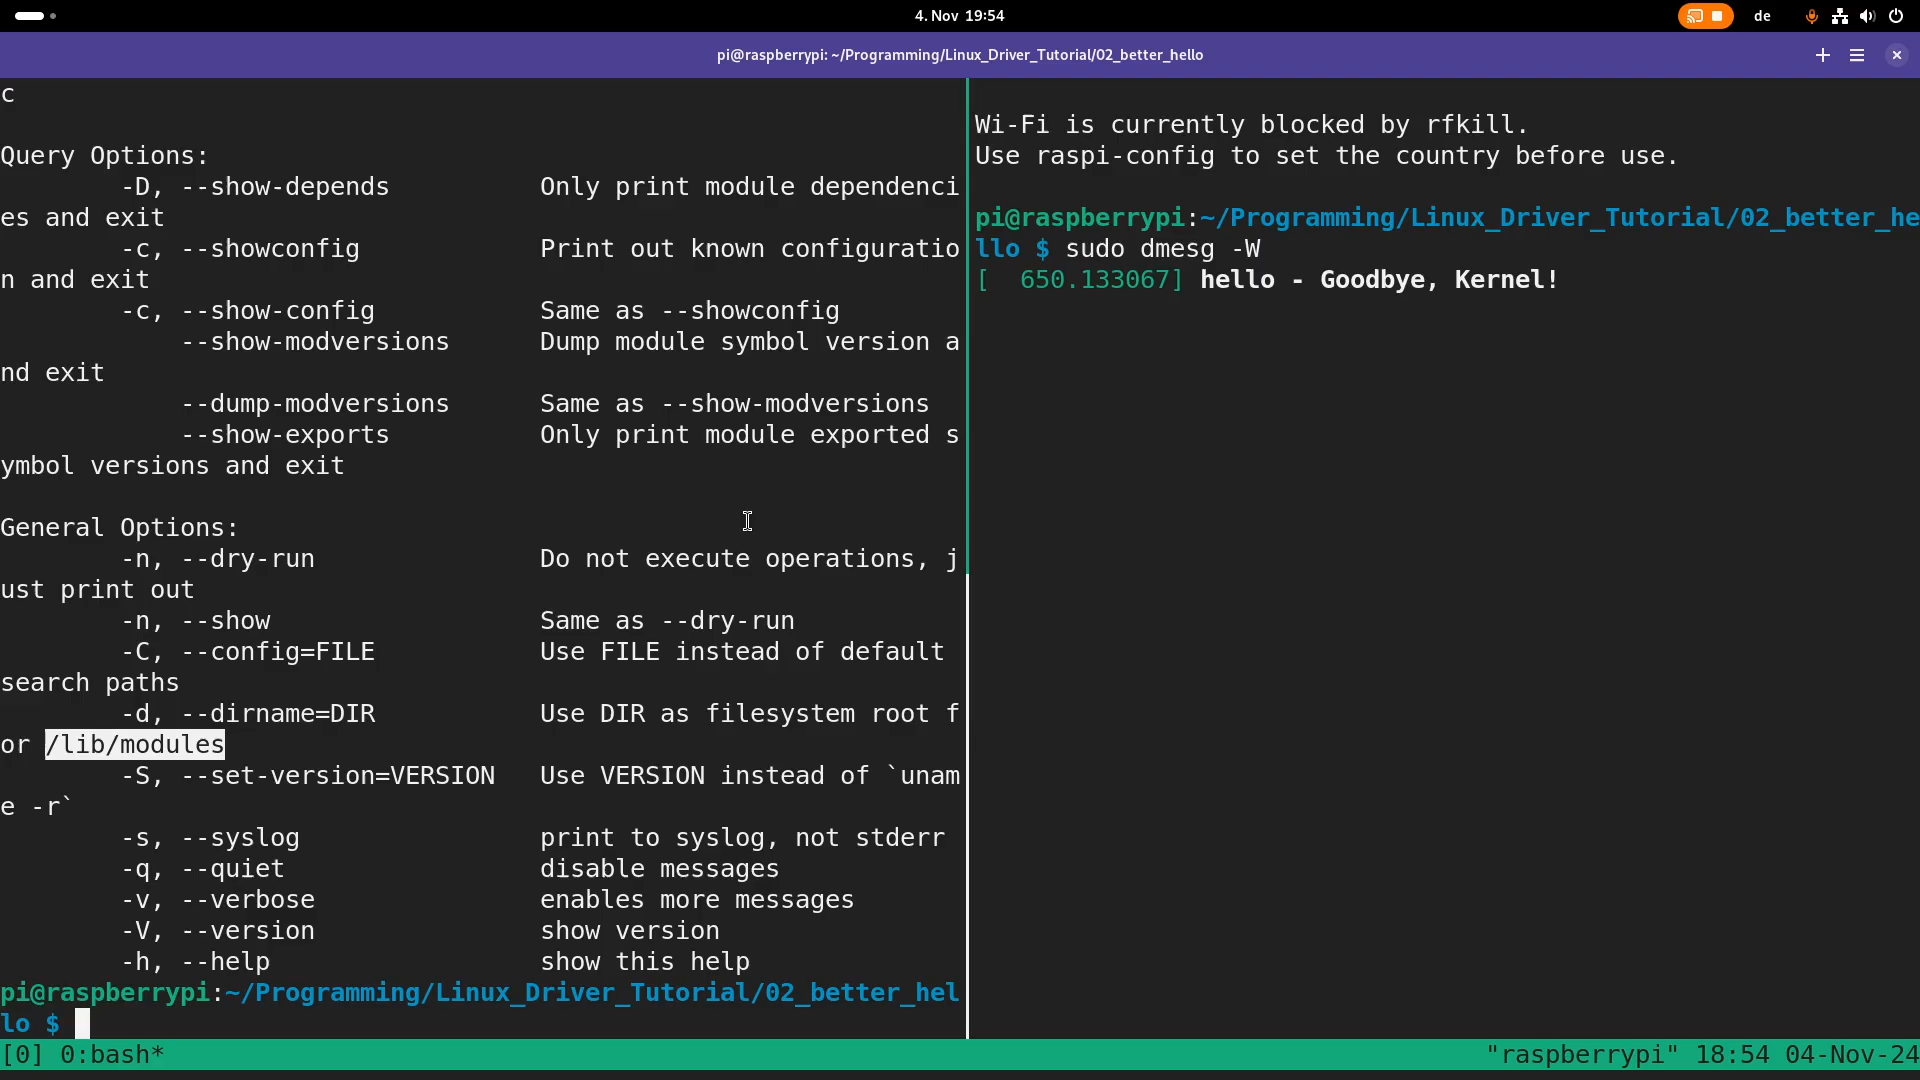 4. Nov 19:54
de
pi@raspberrypi: ~/Programming/Linux_Driver_Tutorial/02_better_hello
c
Query Options:
-D, --show-depends Only print module dependenci
es and exit
-c, --showconfig Print out known configuratio
n and exit
-c, --show-config Same as --showconfig
--show-modversions Dump module symbol version a
nd exit
--dump-modversions Same as --show-modversions
--show-exports Only print module exported s
ymbol versions and exit
General Options:
-n, --dry-run Do not execute operations, j
ust print out
-n, --show Same as --dry-run
-C, --config=FILE Use FILE instead of default
search paths
-d, --dirname=DIR Use DIR as filesystem root f
or /lib/modules
-S, --set-version=VERSION Use VERSION instead of `unam
e -r`
-s, --syslog print to syslog, not stderr
-q, --quiet disable messages
-v, --verbose enables more messages
-V, --version show version
-h, --help show this help
pi@raspberrypi:~/Programming/Linux_Driver_Tutorial/02_better_hel
lo $
Wi-Fi is currently blocked by rfkill.
Use raspi-config to set the country before use.
pi@raspberrypi:~/Programming/Linux_Driver_Tutorial/02_better_he
llo $ sudo dmesg -W
[  650.133067] hello - Goodbye, Kernel!
[0] 0:bash* "raspberrypi" 18:54 04-Nov-24